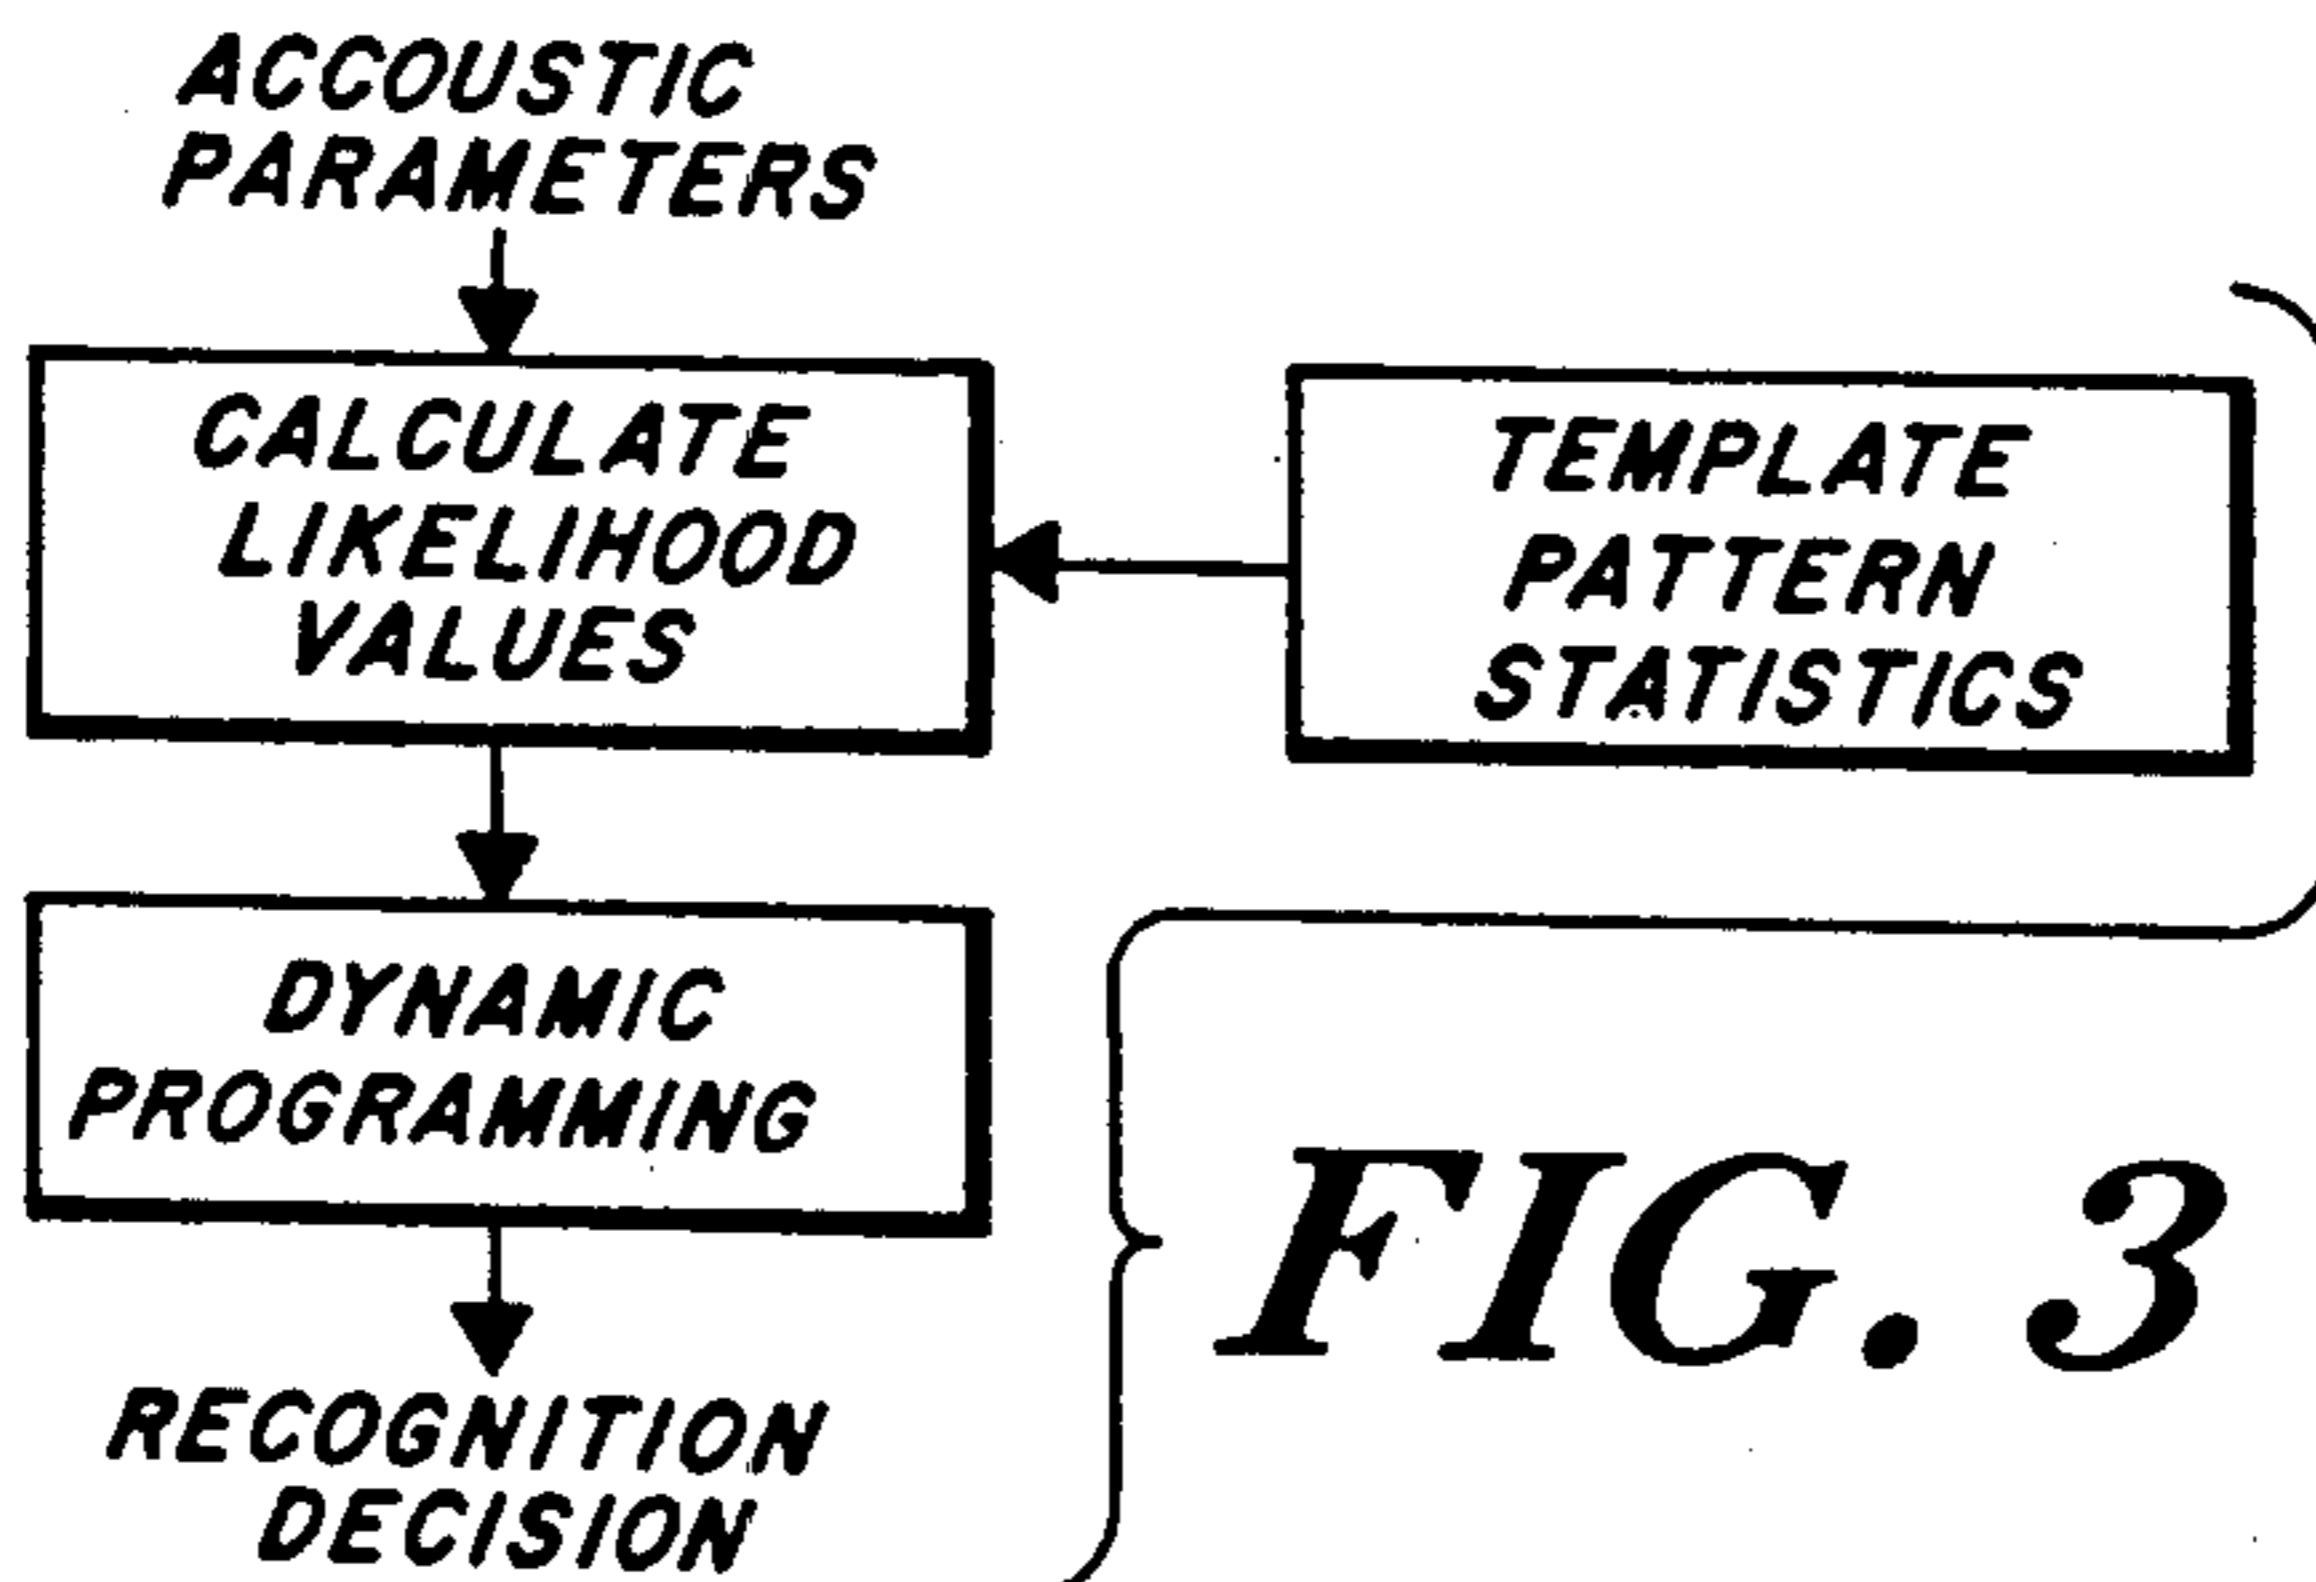 ACCOUSTIC
PARAMETERS
CALCULATE
LIKELIHOOD
VALUES
TEMPLATE
PATTERN
STATISTICS
DYNAMIC
PROGRAMMING
RECOGNITION
DECISION
FIG. 3